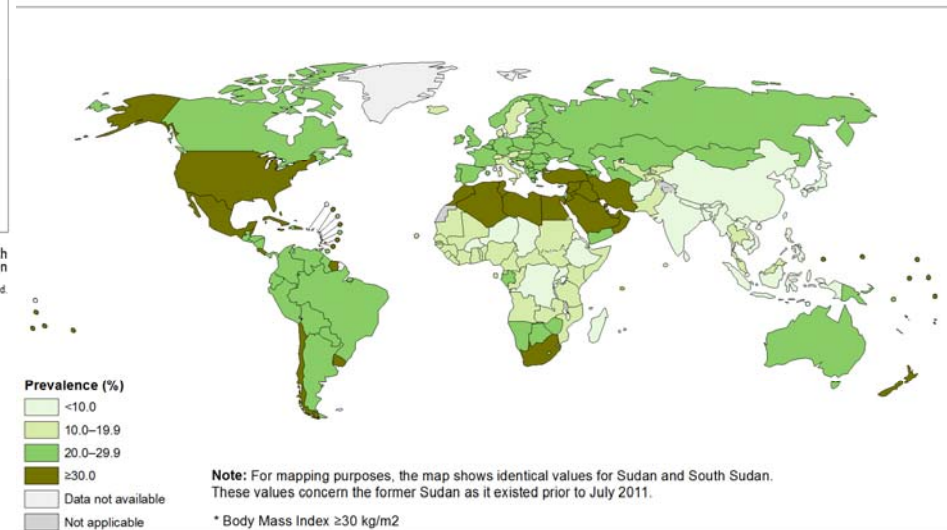 h
n
d.
Prevalence (%)
<10.0
10.0–19.9
20.0–29.9
≥30.0
Data not available
Not applicable
Note: For mapping purposes, the map shows identical values for Sudan and South Sudan.
These values concern the former Sudan as it existed prior to July 2011.
* Body Mass Index ≥30 kg/m2